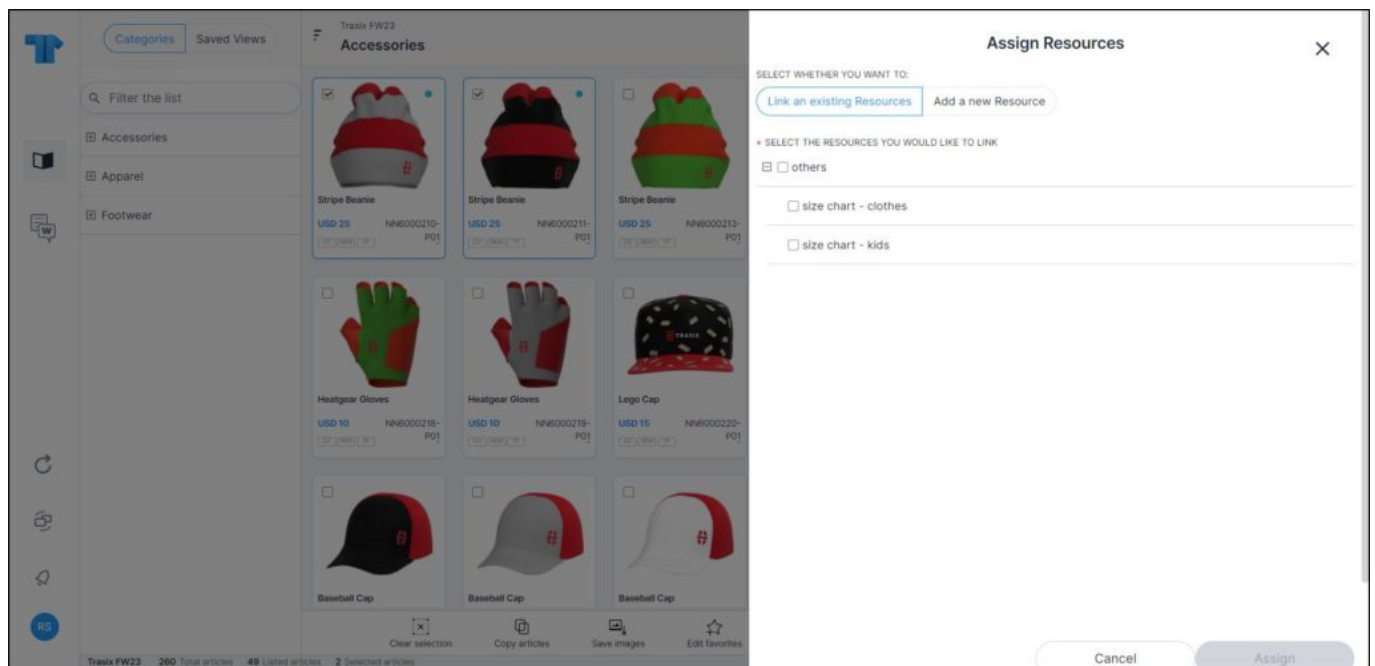 Categories
Saved Views
Filter the list
Accessories
Apparel
Footwear
Trasix FW23
Accessories
Stripe Beanie
USD 25 NN6000210-
P01
Stripe Beanie
USD 25 NN6000211-
P01
Stripe Beanie
USD 25 NN6000213-
P01
Heatgear Gloves
USD 10 NN6000218-
P01
Heatgear Gloves
USD 10 NN6000219-
P01
TRASIX
Lego Cap
USD 15 NN6000220-
P01
Baseball Cap
Baseball Cap
Baseball Cap
Clear selection
Copy articles
Save images
Edit favorites
RS
Trasix FW23 260 Total articles 49 Listed articles 2 Selected articles
Assign Resources
SELECT WHETHER YOU WANT TO:
Link an existing Resources
Add a new Resource
* SELECT THE RESOURCES YOU WOULD LIKE TO LINK
others
size chart - clothes
size chart - kids
Cancel
Assign